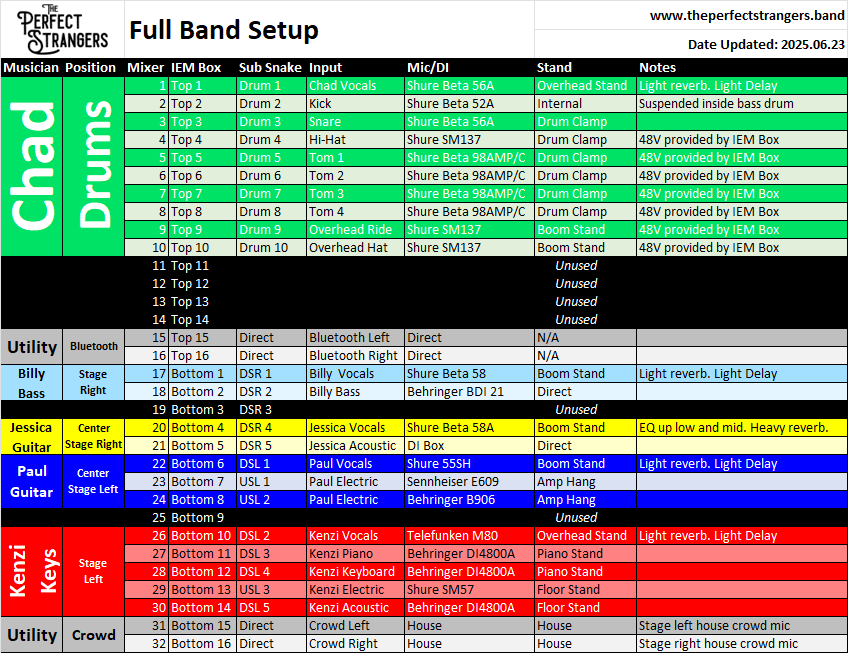 THE PERFECT STRANGERS
Full Band Setup
www.theperfectstrangers.band
Date Updated: 2025.06.23
Musician Position Mixer IEM Box Sub Snake Input Mic/DI Stand Notes
Chad Drums
1 Top 1 Drum 1 Chad Vocals Shure Beta 56A Overhead Stand Light reverb. Light Delay
2 Top 2 Drum 2 Kick Shure Beta 52A Internal Suspended inside bass drum
3 Top 3 Drum 3 Snare Shure Beta 56A Drum Clamp
4 Top 4 Drum 4 Hi-Hat Shure SM137 Drum Clamp 48V provided by IEM Box
5 Top 5 Drum 5 Tom 1 Shure Beta 98AMP/C Drum Clamp 48V provided by IEM Box
6 Top 6 Drum 6 Tom 2 Shure Beta 98AMP/C Drum Clamp 48V provided by IEM Box
7 Top 7 Drum 7 Tom 3 Shure Beta 98AMP/C Drum Clamp 48V provided by IEM Box
8 Top 8 Drum 8 Tom 4 Shure Beta 98AMP/C Drum Clamp 48V provided by IEM Box
9 Top 9 Drum 9 Overhead Ride Shure SM137 Boom Stand 48V provided by IEM Box
10 Top 10 Drum 10 Overhead Hat Shure SM137 Boom Stand 48V provided by IEM Box
11 Top 11 Unused
12 Top 12 Unused
13 Top 13 Unused
14 Top 14 Unused
Utility Bluetooth
15 Top 15 Direct Bluetooth Left Direct N/A
16 Top 16 Direct Bluetooth Right Direct N/A
Billy Bass Stage Right
17 Bottom 1 DSR 1 Billy Vocals Shure Beta 58 Boom Stand Light reverb. Light Delay
18 Bottom 2 DSR 2 Billy Bass Behringer BDI 21 Direct
19 Bottom 3 DSR 3 Unused
Jessica Guitar Center Stage Right
20 Bottom 4 DSR 4 Jessica Vocals Shure Beta 58A Boom Stand EQ up low and mid. Heavy reverb.
21 Bottom 5 DSR 5 Jessica Acoustic DI Box Direct
Paul Guitar Center Stage Left
22 Bottom 6 DSL 1 Paul Vocals Shure 55SH Boom Stand Light reverb. Light Delay
23 Bottom 7 USL 1 Paul Electric Sennheiser E609 Amp Hang
24 Bottom 8 USL 2 Paul Electric Behringer B906 Amp Hang
25 Bottom 9 Unused
Kenzi Keys Stage Left
26 Bottom 10 DSL 2 Kenzi Vocals Telefunken M80 Overhead Stand Light reverb. Light Delay
27 Bottom 11 DSL 3 Kenzi Piano Behringer DI4800A Piano Stand
28 Bottom 12 DSL 4 Kenzi Keyboard Behringer DI4800A Piano Stand
29 Bottom 13 USL 3 Kenzi Electric Shure SM57 Floor Stand
30 Bottom 14 DSL 5 Kenzi Acoustic Behringer DI4800A Floor Stand
Utility Crowd
31 Bottom 15 Direct Crowd Left House House Stage left house crowd mic
32 Bottom 16 Direct Crowd Right House House Stage right house crowd mic